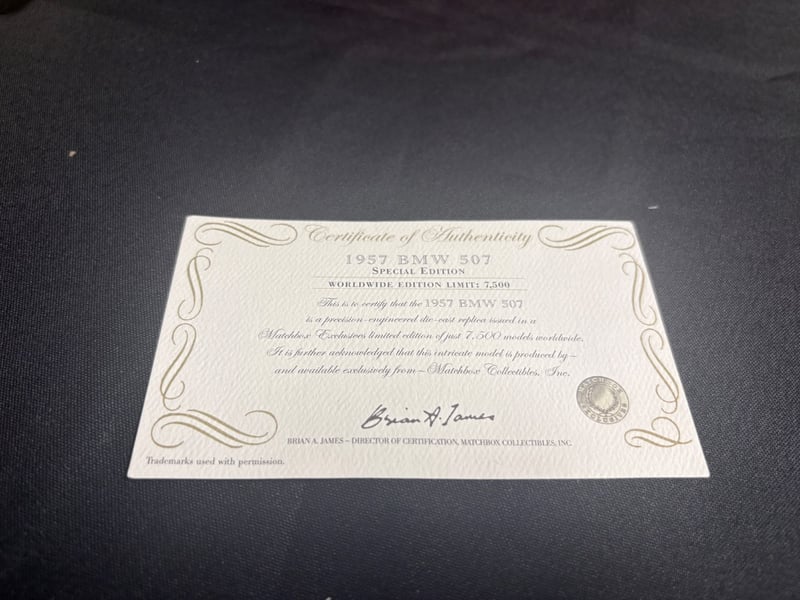 Certificate of Authenticity
1957 BMW 507
SPECIAL EDITION
WORLDWIDE EDITION LIMIT: 7,500
This is to certify that the 1957 BMW 507
is a precision-engineered die-cast replica issued in a
Matchbox Exclusives limited edition of just 7,500 models worldwide.
It is further acknowledged that this intricate model is produced by –
and available exclusively from – Matchbox Collectibles, Inc.
MATCHBOX
EXCLUSIVES
Brian A. James
BRIAN A. JAMES – DIRECTOR OF CERTIFICATION, MATCHBOX COLLECTIBLES, INC.
Trademarks used with permission.